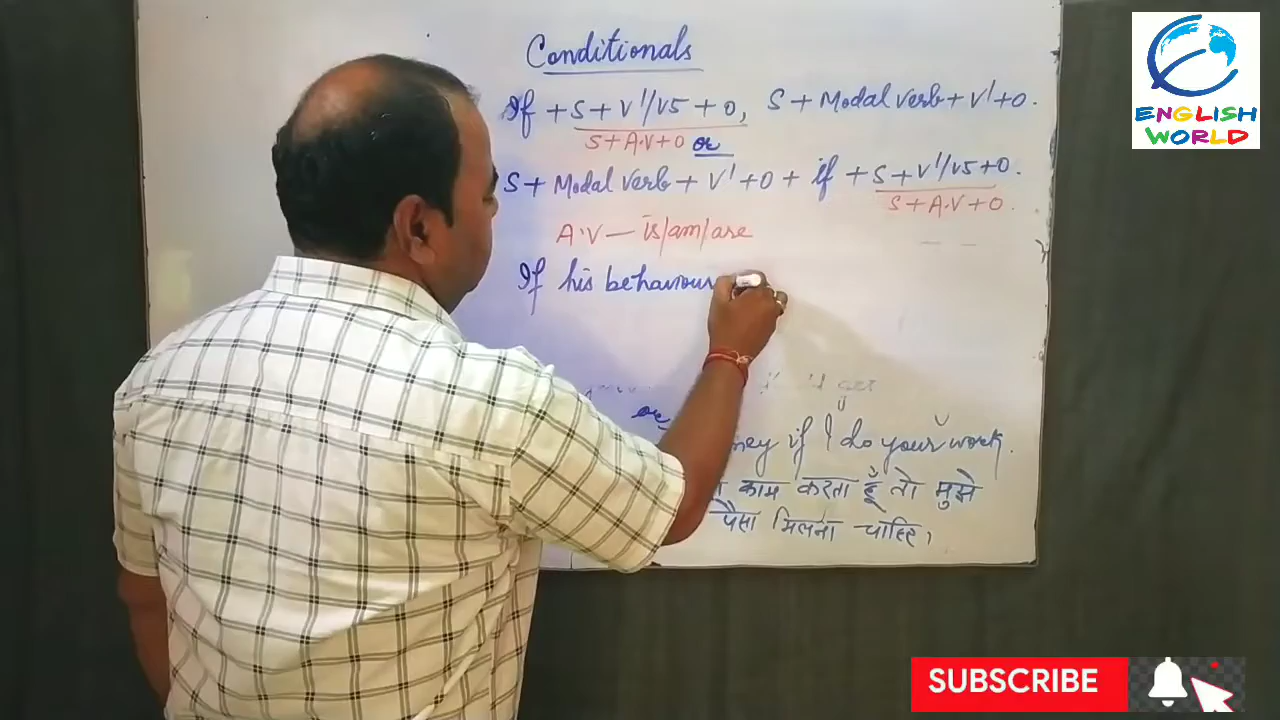 Conditionals
If + S + V¹/V5 + O, S + Modal verb + V¹ + O.
S + A.V + O or
S + Modal verb + V¹ + O + if + S + V¹/V5 + O.
S + A.V + O.
A.V — is/am/are
If his behaviour
or
if I do your work.
काम करता हूँ तो मुझे
पैसा मिलना चाहिए।
ENGLISH
WORLD
SUBSCRIBE